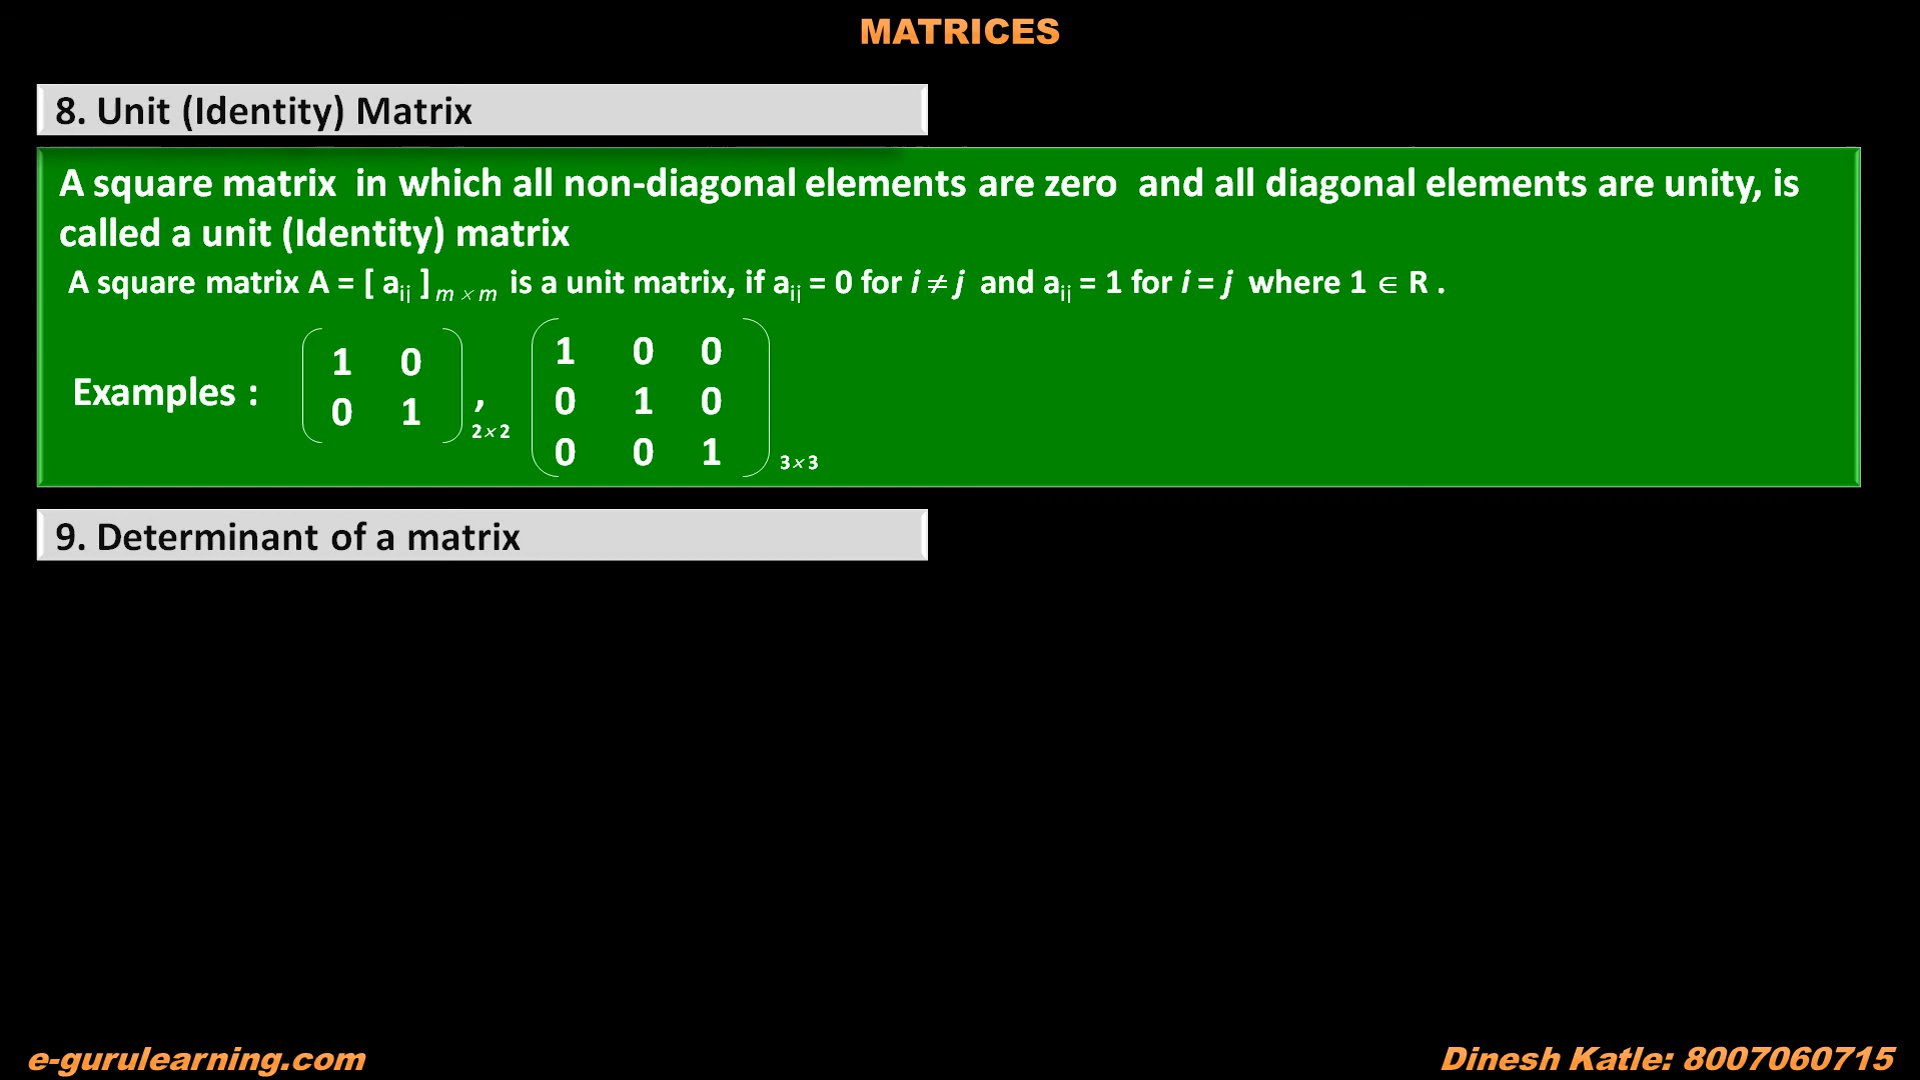 MATRICES
8. Unit (Identity) Matrix
A square matrix in which all non-diagonal elements are zero and all diagonal elements are unity, is
called a unit (Identity) matrix
A square matrix A = [ aij ] m × m is a unit matrix, if aij = 0 for i ≠ j and aij = 1 for i = j where 1 ∈ R .
Examples :
1 0
0 1
, 2×2
1 0 0
0 1 0
0 0 1
3×3
9. Determinant of a matrix
e-gurulearning.com
Dinesh Katle: 8007060715